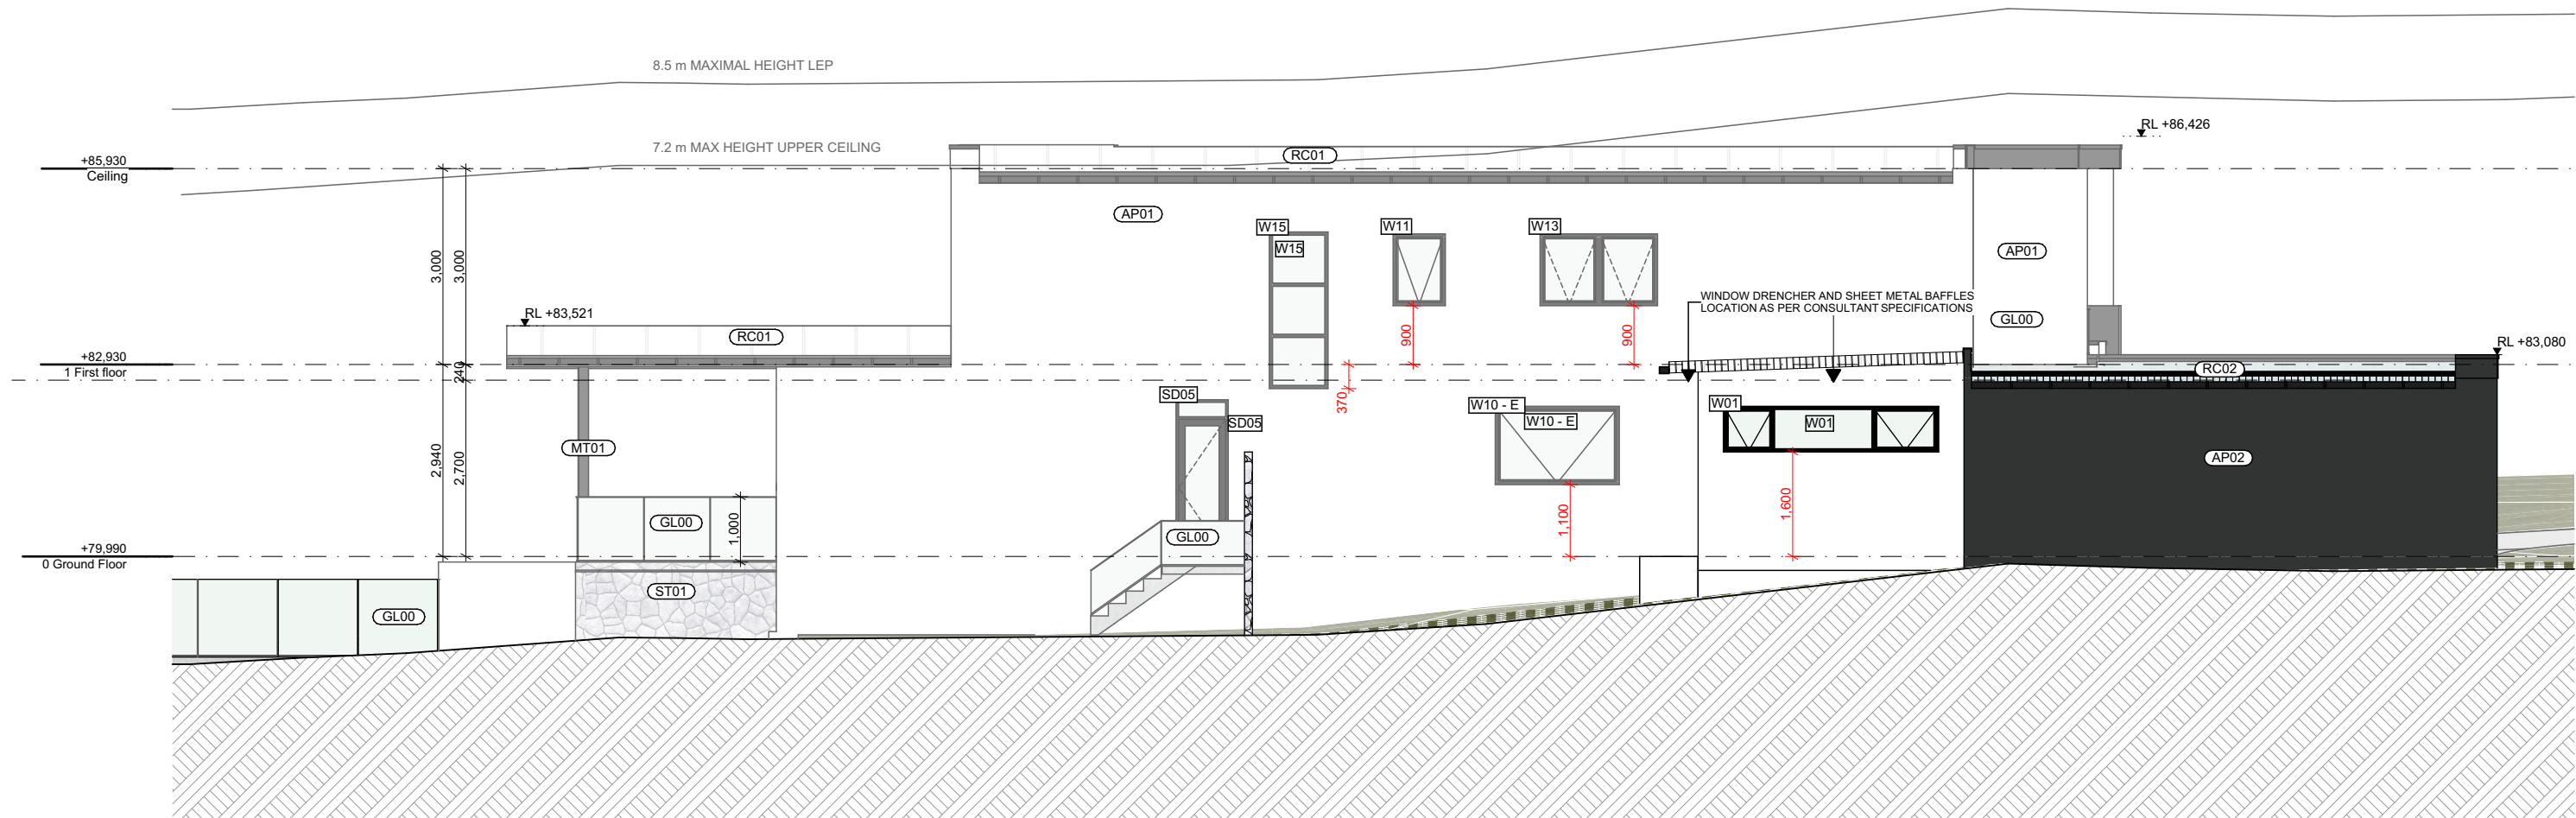 8.5 m MAXIMAL HEIGHT LEP
RL +86,426
7.2 m MAX HEIGHT UPPER CEILING
RC01
+85,930
Ceiling
AP01
W15
W15
W11
W13
AP01
3,000
3,000
WINDOW DRENCHER AND SHEET METAL BAFFLES
LOCATION AS PER CONSULTANT SPECIFICATIONS
RL +83,521
GL00
RC01
900
900
RL +83,080
+82,930
1 First floor
240
RC02
370
SD05
SD05
W10 - E
W10 - E
W01
W01
MT01
2,940
2,700
AP02
1,000
GL00
GL00
1,100
1,600
+79,990
0 Ground Floor
ST01
GL00